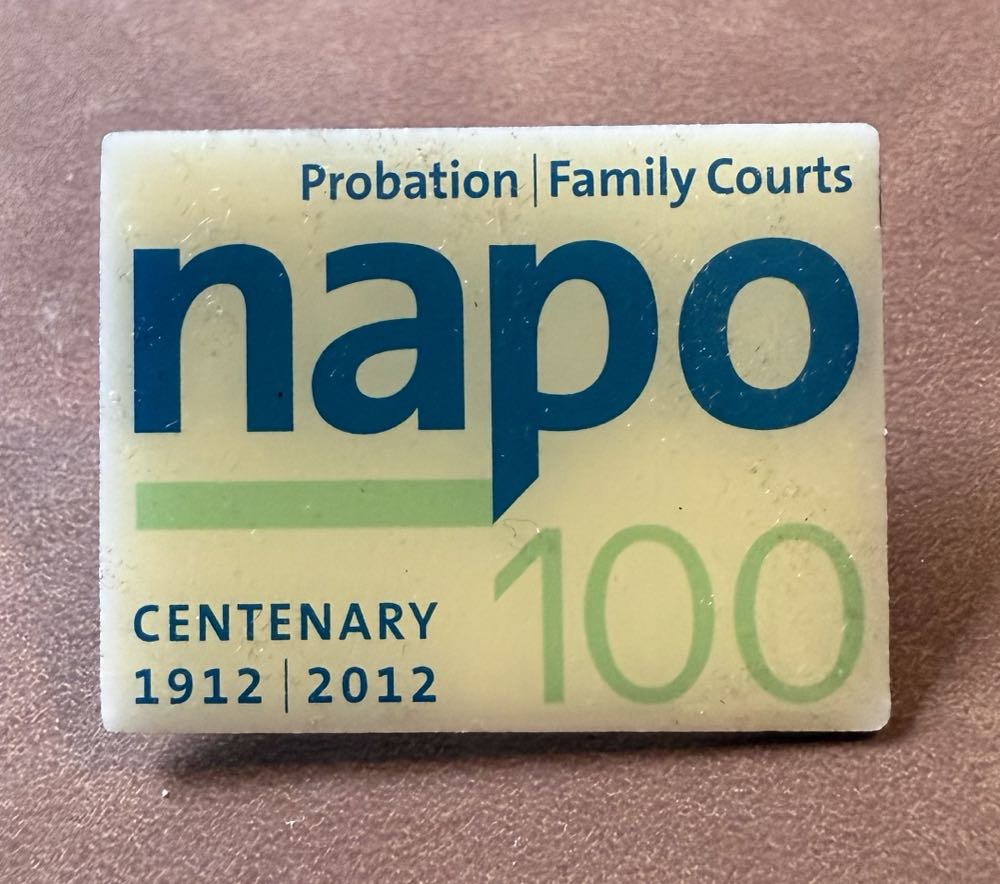 Probation | Family Courts
napo
100
CENTENARY
1912 | 2012